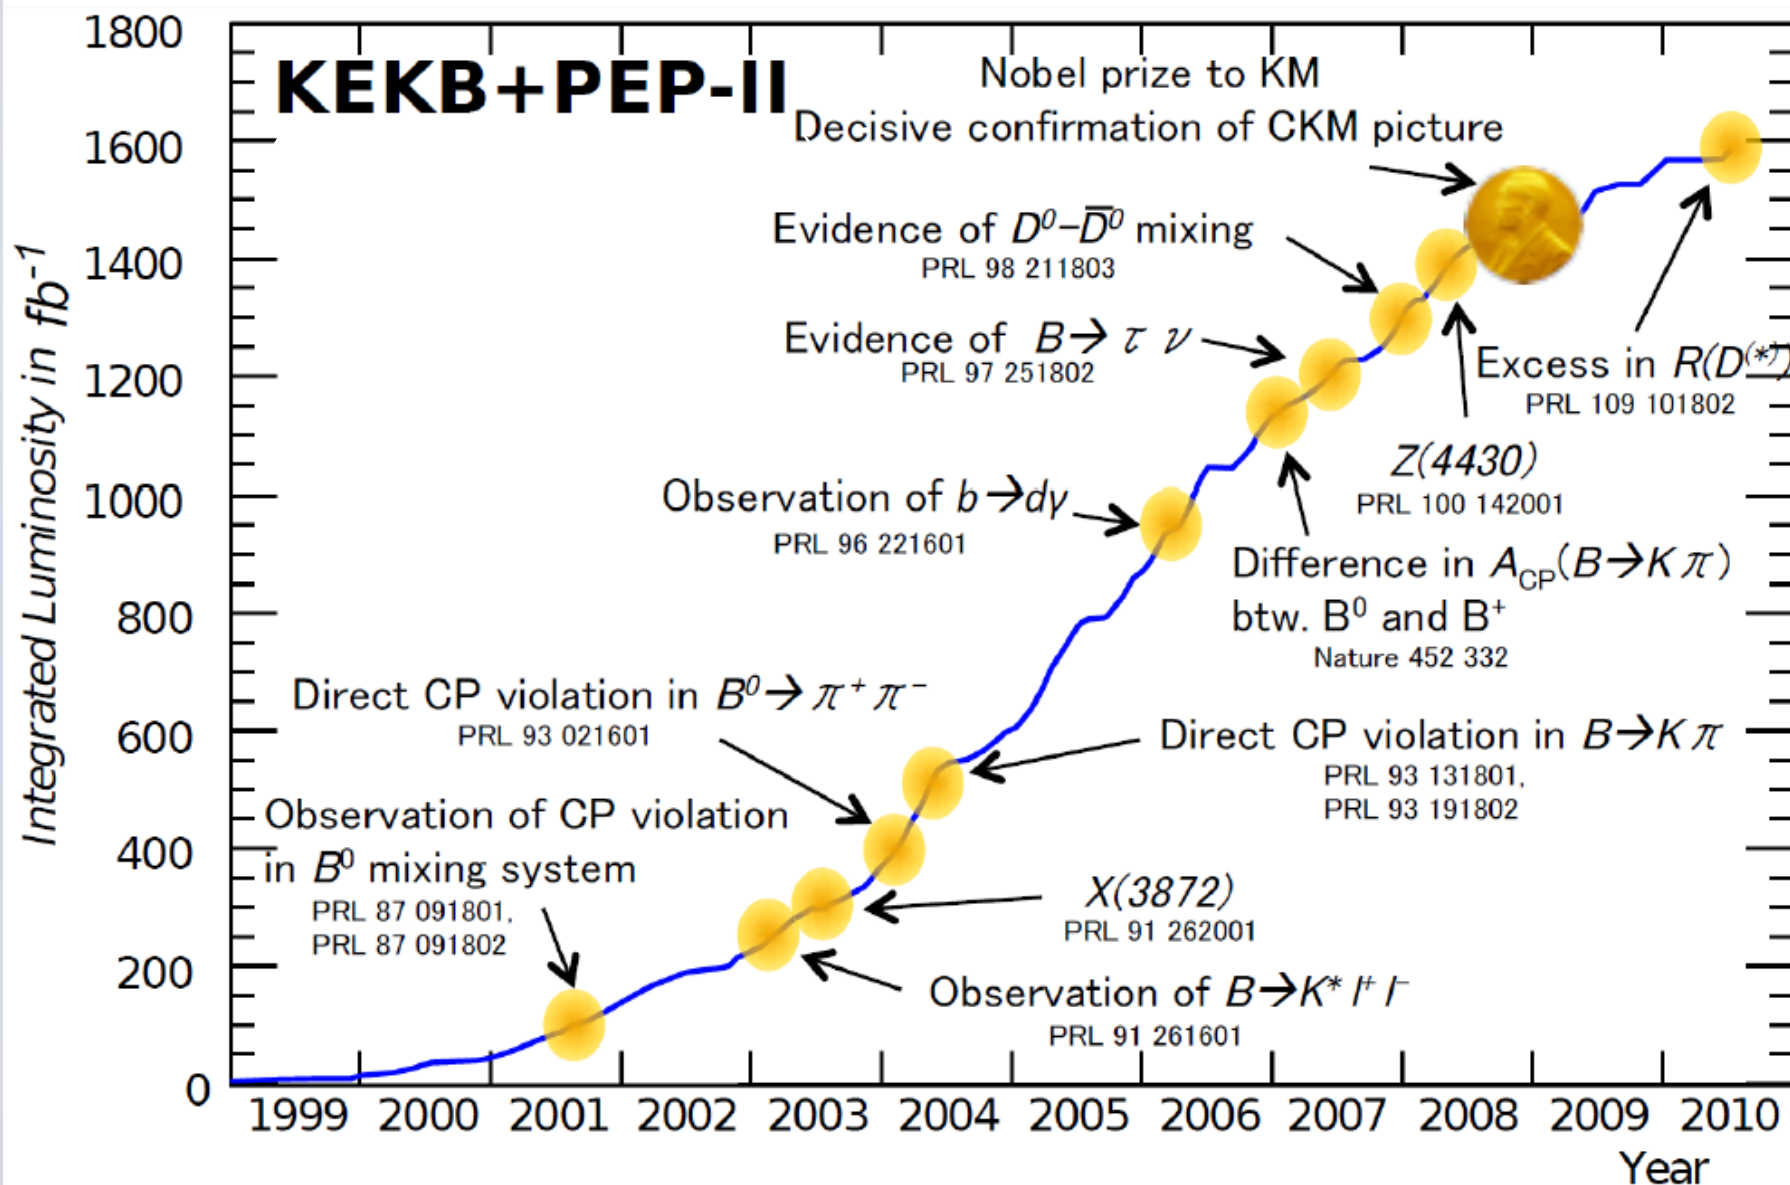 KEKB+PEP-II
Nobel prize to KM
Decisive confirmation of CKM picture
Evidence of D⁰–D̅⁰ mixing
PRL 98 211803
Evidence of B→ τ ν
PRL 97 251802
Excess in R(D⁽*⁾)
PRL 109 101802
Z(4430)
PRL 100 142001
Observation of b→dγ
PRL 96 221601
Difference in A_CP(B→Kπ)
btw. B⁰ and B⁺
Nature 452 332
Direct CP violation in B⁰→π⁺π⁻
PRL 93 021601
Direct CP violation in B→Kπ
PRL 93 131801,
PRL 93 191802
Observation of CP violation
in B⁰ mixing system
PRL 87 091801,
PRL 87 091802
X(3872)
PRL 91 262001
Observation of B→K* l⁺ l⁻
PRL 91 261601
Integrated Luminosity in fb⁻¹
1800
1600
1400
1200
1000
800
600
400
200
0
1999 2000 2001 2002 2003 2004 2005 2006 2007 2008 2009 2010
Year